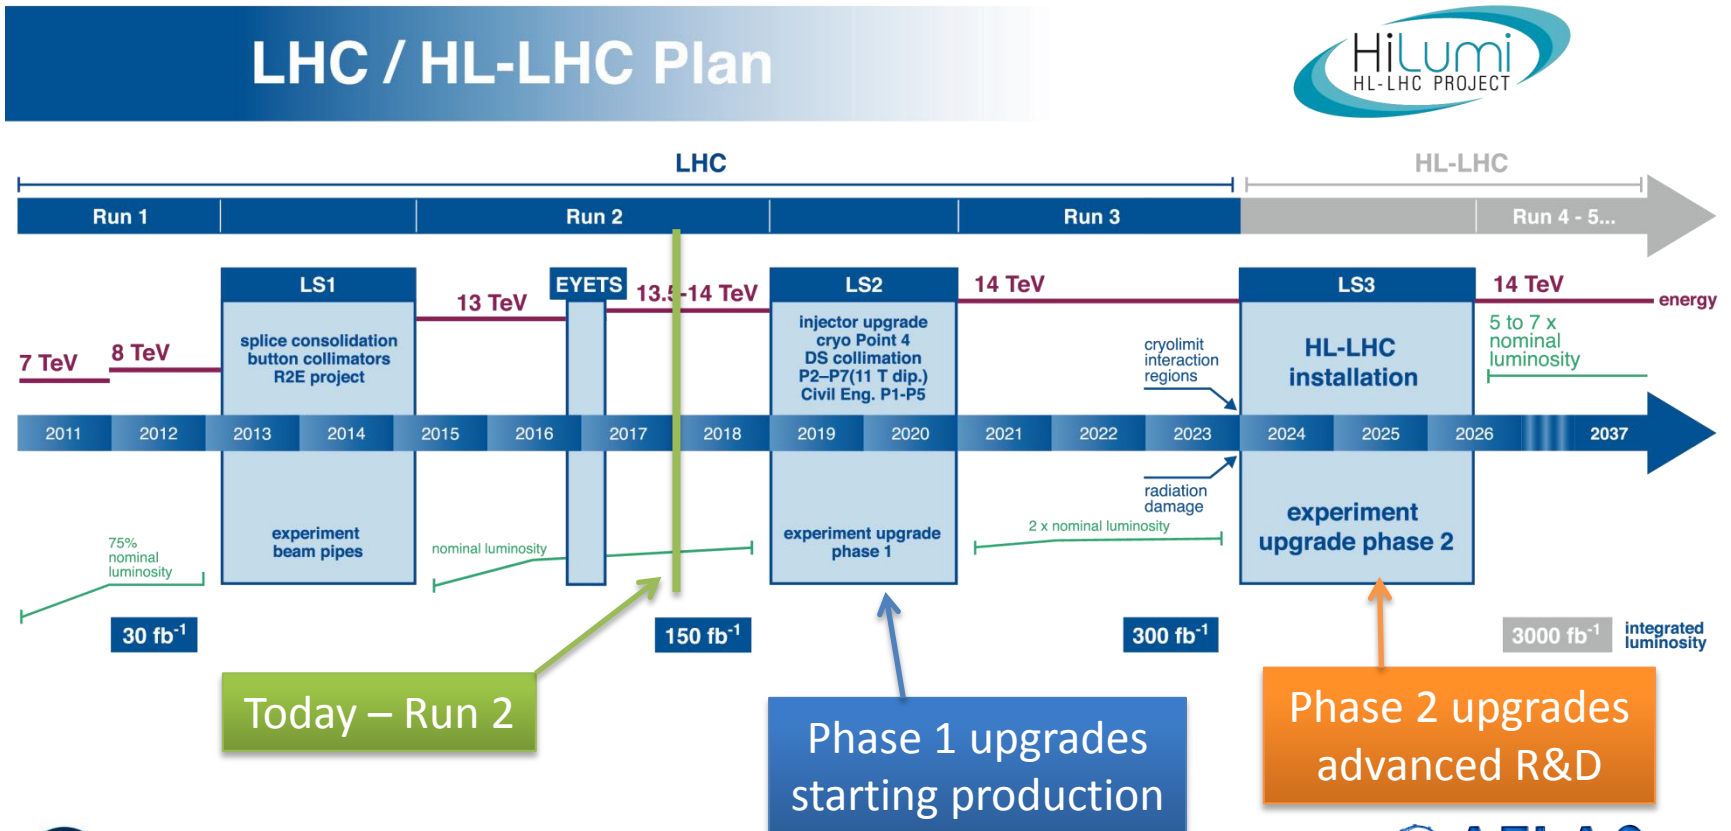 LHC / HL-LHC Plan
HiLumi
HL-LHC PROJECT
LHC
HL-LHC
Run 1
Run 2
Run 3
Run 4 - 5...
LS1
EYETS
LS2
LS3
7 TeV
8 TeV
13 TeV
13.5-14 TeV
14 TeV
14 TeV
energy
splice consolidation
button collimators
R2E project
injector upgrade
cryo Point 4
DS collimation
P2–P7(11 T dip.)
Civil Eng. P1-P5
cryolimit
interaction
regions
HL-LHC
installation
5 to 7 x
nominal
luminosity
2011
2012
2013
2014
2015
2016
2017
2018
2019
2020
2021
2022
2023
2024
2025
2026
2037
75%
nominal
luminosity
experiment
beam pipes
nominal luminosity
experiment upgrade
phase 1
2 x nominal luminosity
radiation
damage
experiment
upgrade phase 2
30 fb⁻¹
150 fb⁻¹
300 fb⁻¹
3000 fb⁻¹
integrated
luminosity
Today – Run 2
Phase 1 upgrades
starting production
Phase 2 upgrades
advanced R&D